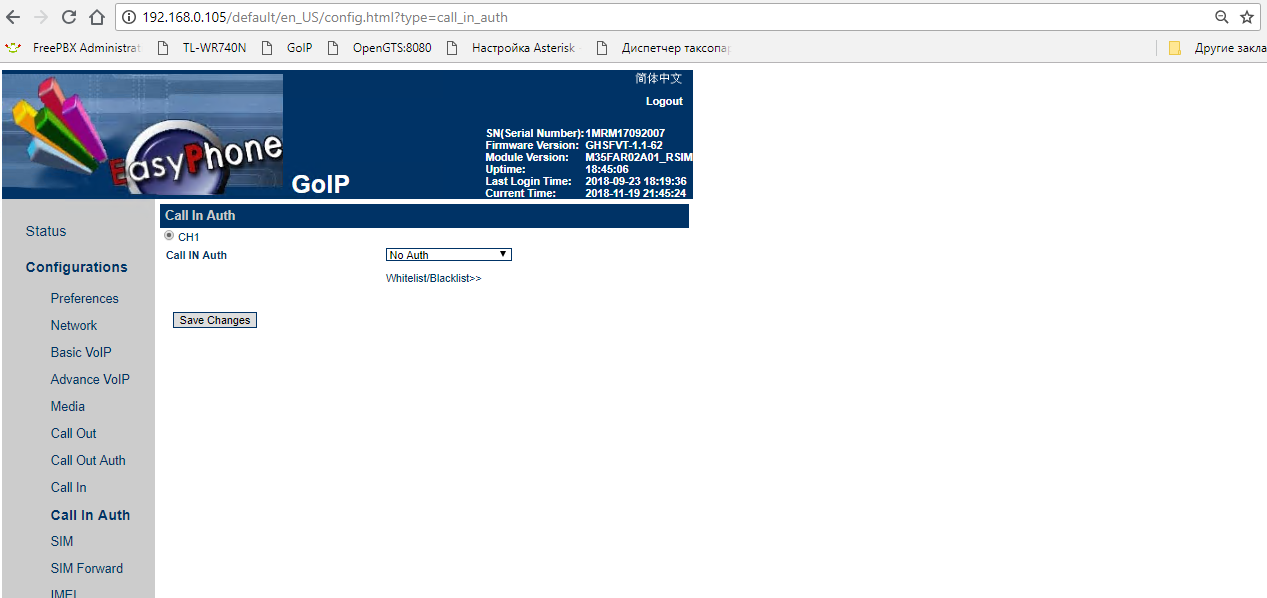 192.168.0.105/default/en_US/config.html?type=call_in_auth
FreePBX Administrat TL-WR740N GoIP OpenGTS:8080 Настройка Asterisk Диспетчер таксопар Другие закла
简体中文
Logout
EasyPhone
GoIP
SN(Serial Number): 1MRM17092007
Firmware Version: GHSFVT-1.1-62
Module Version: M35FAR02A01_RSIM
Uptime: 18:45:06
Last Login Time: 2018-09-23 18:19:36
Current Time: 2018-11-19 21:45:24
Status
Configurations
Preferences
Network
Basic VoIP
Advance VoIP
Media
Call Out
Call Out Auth
Call In
Call In Auth
SIM
SIM Forward
IMEI
Call In Auth
CH1
Call IN Auth No Auth
Whitelist/Blacklist>>
Save Changes